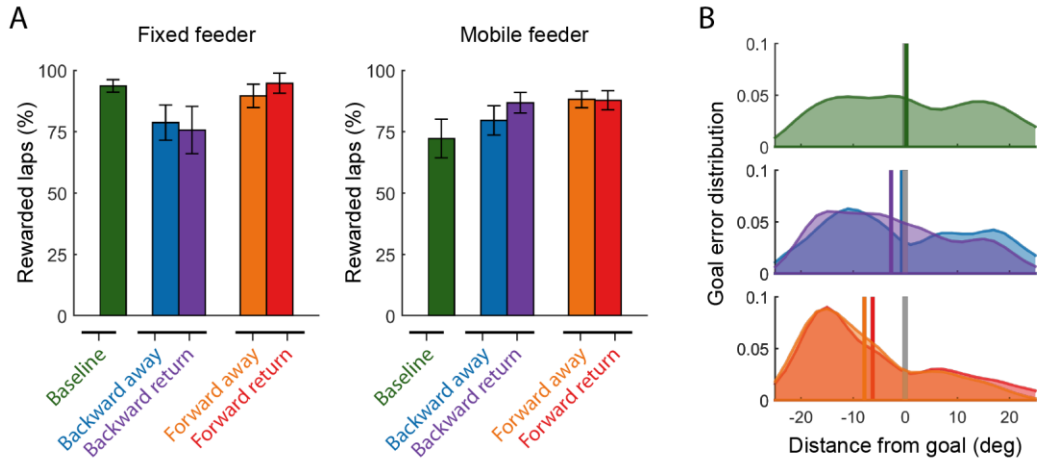 A
Fixed feeder
Rewarded laps (%)
100
75
50
25
0
Baseline
Backward away
Backward return
Forward away
Forward return
Mobile feeder
Rewarded laps (%)
100
75
50
25
0
Baseline
Backward away
Backward return
Forward away
Forward return
B
Goal error distribution
0.1
0.05
0
0.1
0.05
0
0.1
0.05
0
-20 -10 0 10 20
Distance from goal (deg)